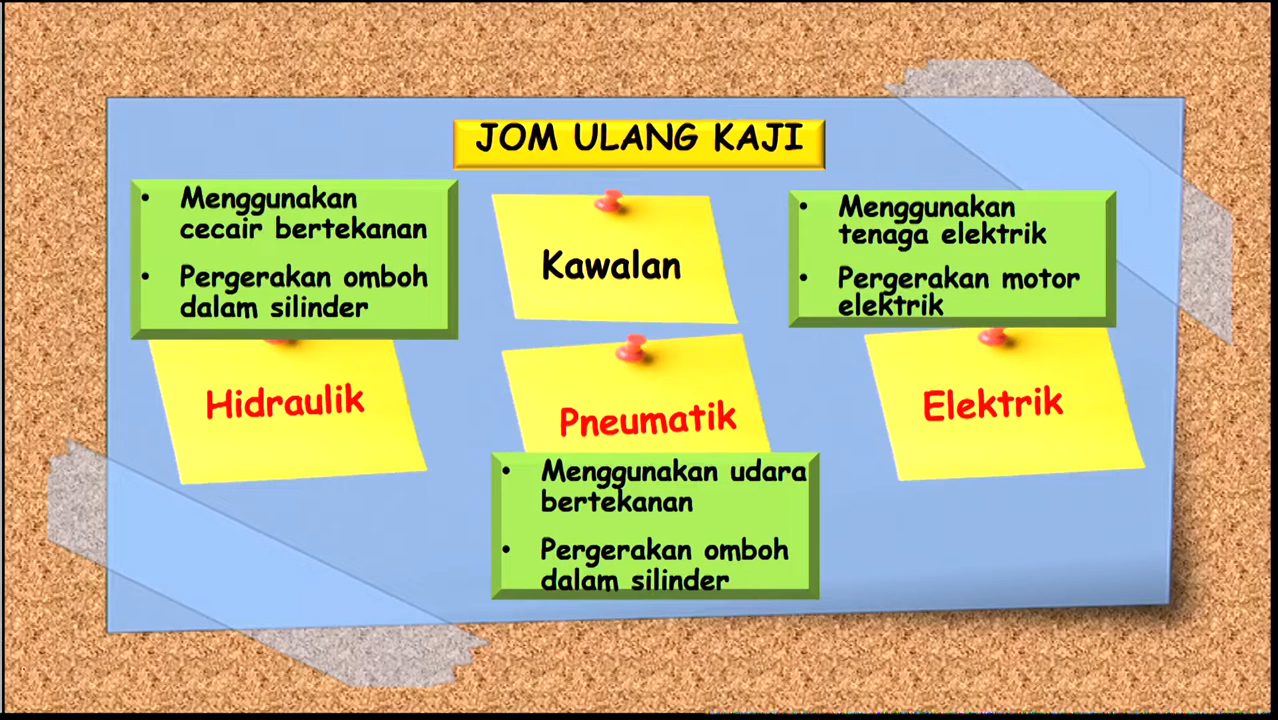 JOM ULANG KAJI
• Menggunakan
cecair bertekanan
• Pergerakan omboh
dalam silinder
Hidraulik
Kawalan
Pneumatik
• Menggunakan udara
bertekanan
• Pergerakan omboh
dalam silinder
• Menggunakan
tenaga elektrik
• Pergerakan motor
elektrik
Elektrik